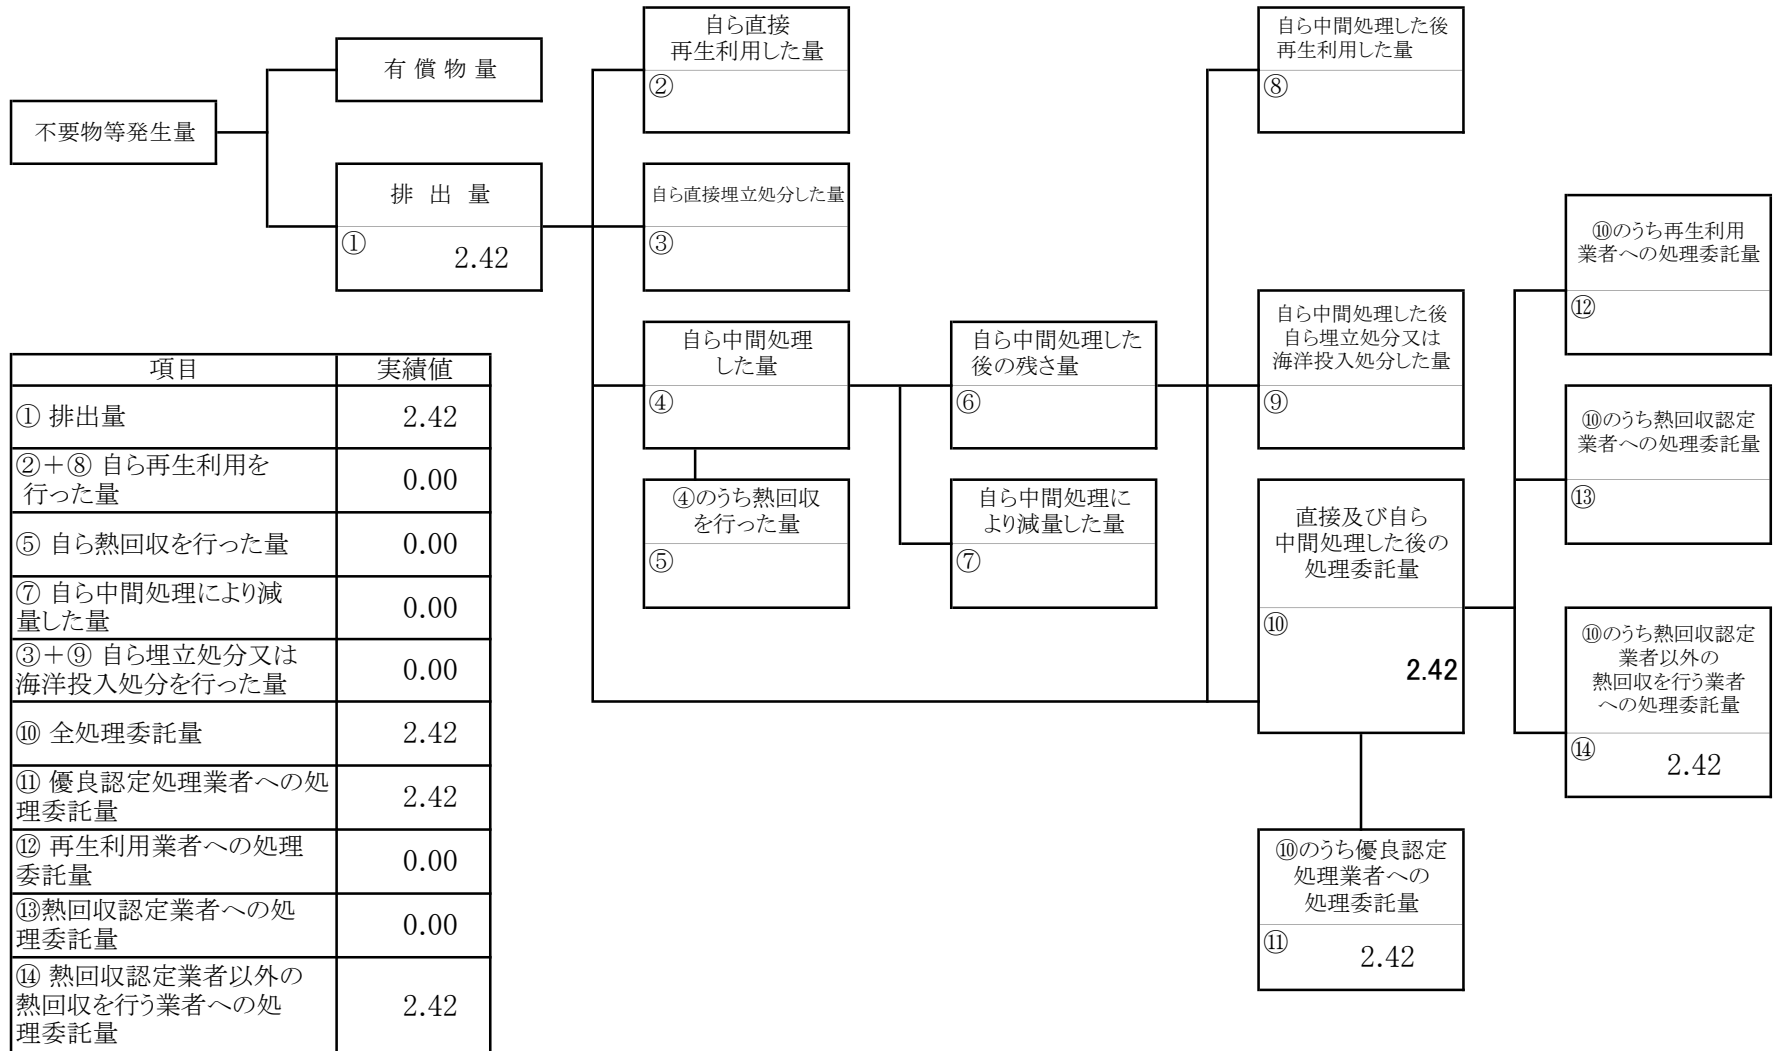 不要物等発生量
有償物量
排出量
①
2.42
自ら直接
再生利用した量
②
自ら直接埋立処分した量
③
自ら中間処理
した量
④
④のうち熱回収
を行った量
⑤
自ら中間処理した
後の残さ量
⑥
自ら中間処理に
より減量した量
⑦
自ら中間処理した後
再生利用した量
⑧
自ら中間処理した後
自ら埋立処分又は
海洋投入処分した量
⑨
直接及び自ら
中間処理した後の
処理委託量
⑩
2.42
⑩のうち優良認定
処理業者への
処理委託量
⑪
2.42
⑩のうち再生利用
業者への処理委託量
⑫
⑩のうち熱回収認定
業者への処理委託量
⑬
⑩のうち熱回収認定
業者以外の
熱回収を行う業者
への処理委託量
⑭
2.42
項目 実績値
① 排出量 2.42
②+⑧ 自ら再生利用を
行った量 0.00
⑤ 自ら熱回収を行った量 0.00
⑦ 自ら中間処理により減
量した量 0.00
③+⑨ 自ら埋立処分又は
海洋投入処分を行った量 0.00
⑩ 全処理委託量 2.42
⑪ 優良認定処理業者への処
理委託量 2.42
⑫ 再生利用業者への処理
委託量 0.00
⑬熱回収認定業者への処
理委託量 0.00
⑭ 熱回収認定業者以外の
熱回収を行う業者への処
理委託量 2.42